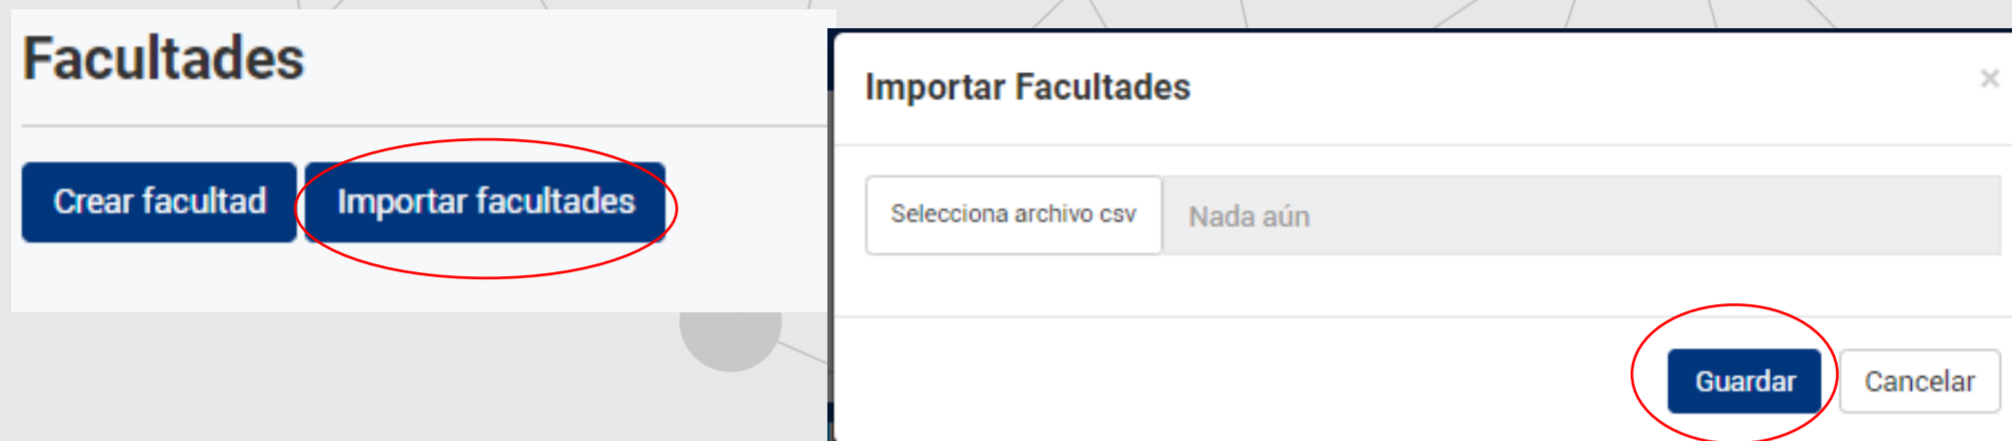 Facultades
Crear facultad
Importar facultades
Importar Facultades
×
Selecciona archivo csv
Nada aún
Guardar
Cancelar